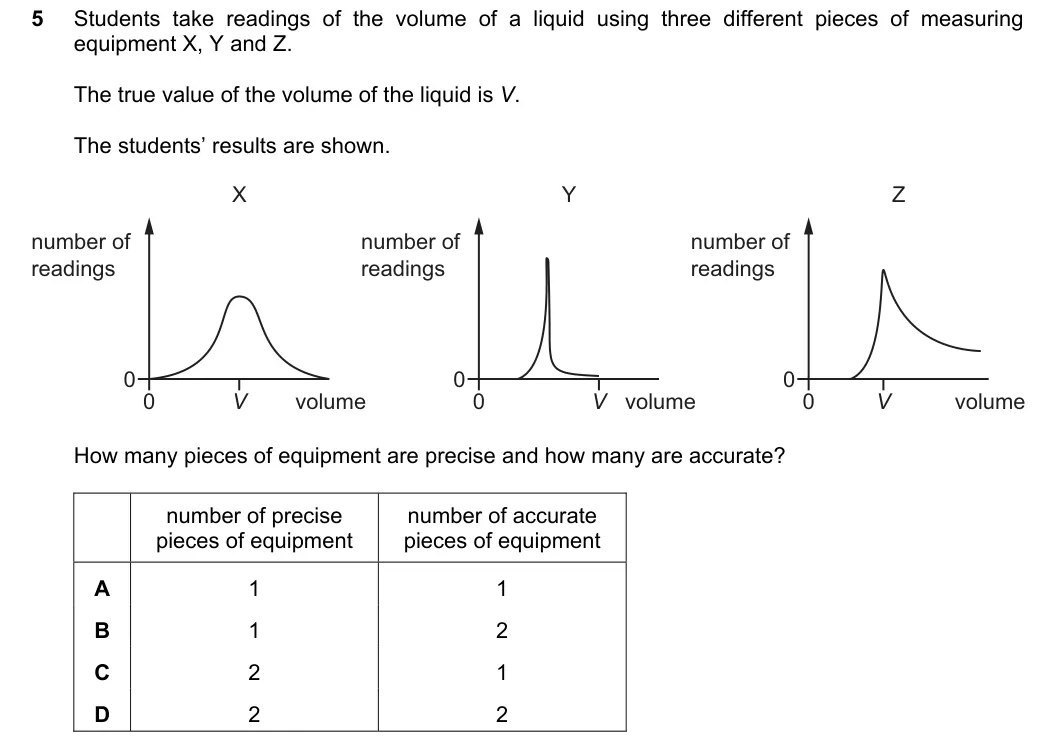 5 Students take readings of the volume of a liquid using three different pieces of measuring
equipment X, Y and Z.
The true value of the volume of the liquid is V.
The students’ results are shown.
X
number of
readings
0
0
V
volume
Y
number of
readings
0
0
V
volume
Z
number of
readings
0
0
V
volume
How many pieces of equipment are precise and how many are accurate?
number of precise
pieces of equipment
number of accurate
pieces of equipment
A 1 1
B 1 2
C 2 1
D 2 2